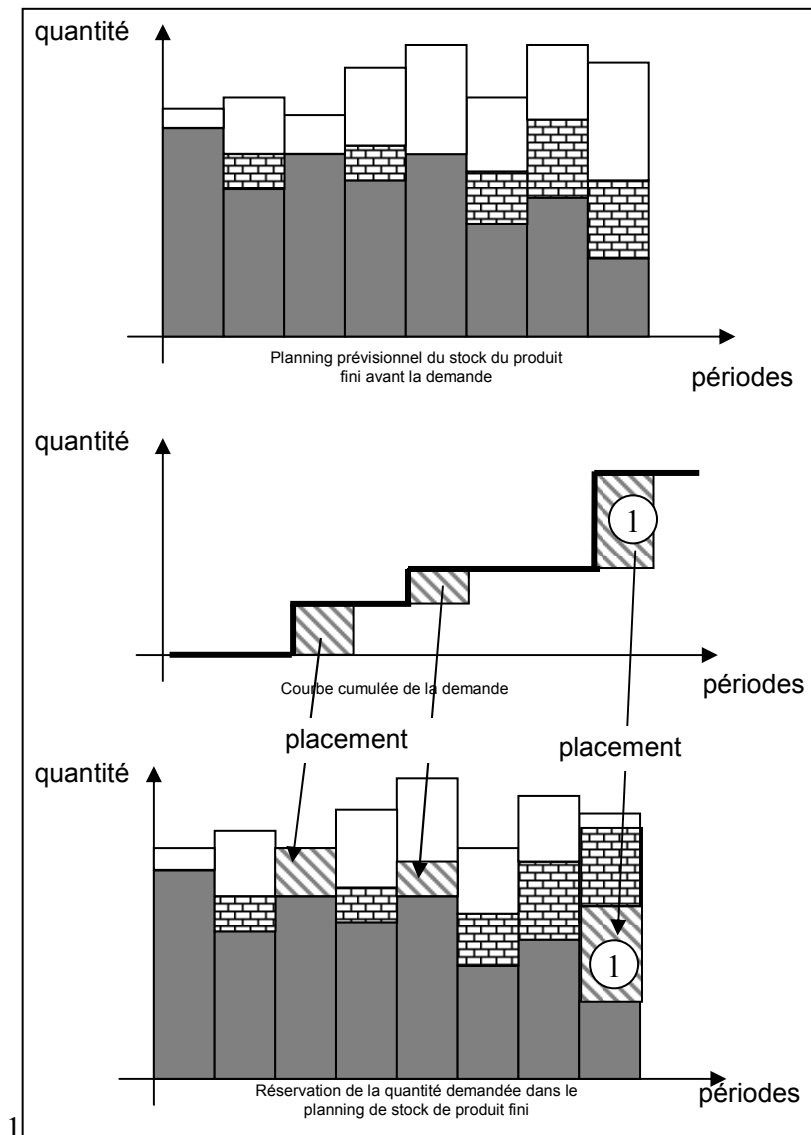 quantité
Planning prévisionnel du stock du produit
fini avant la demande
périodes
quantité
1
Courbe cumulée de la demande
périodes
placement
placement
quantité
1
Réservation de la quantité demandée dans le
planning de stock de produit fini
périodes
1